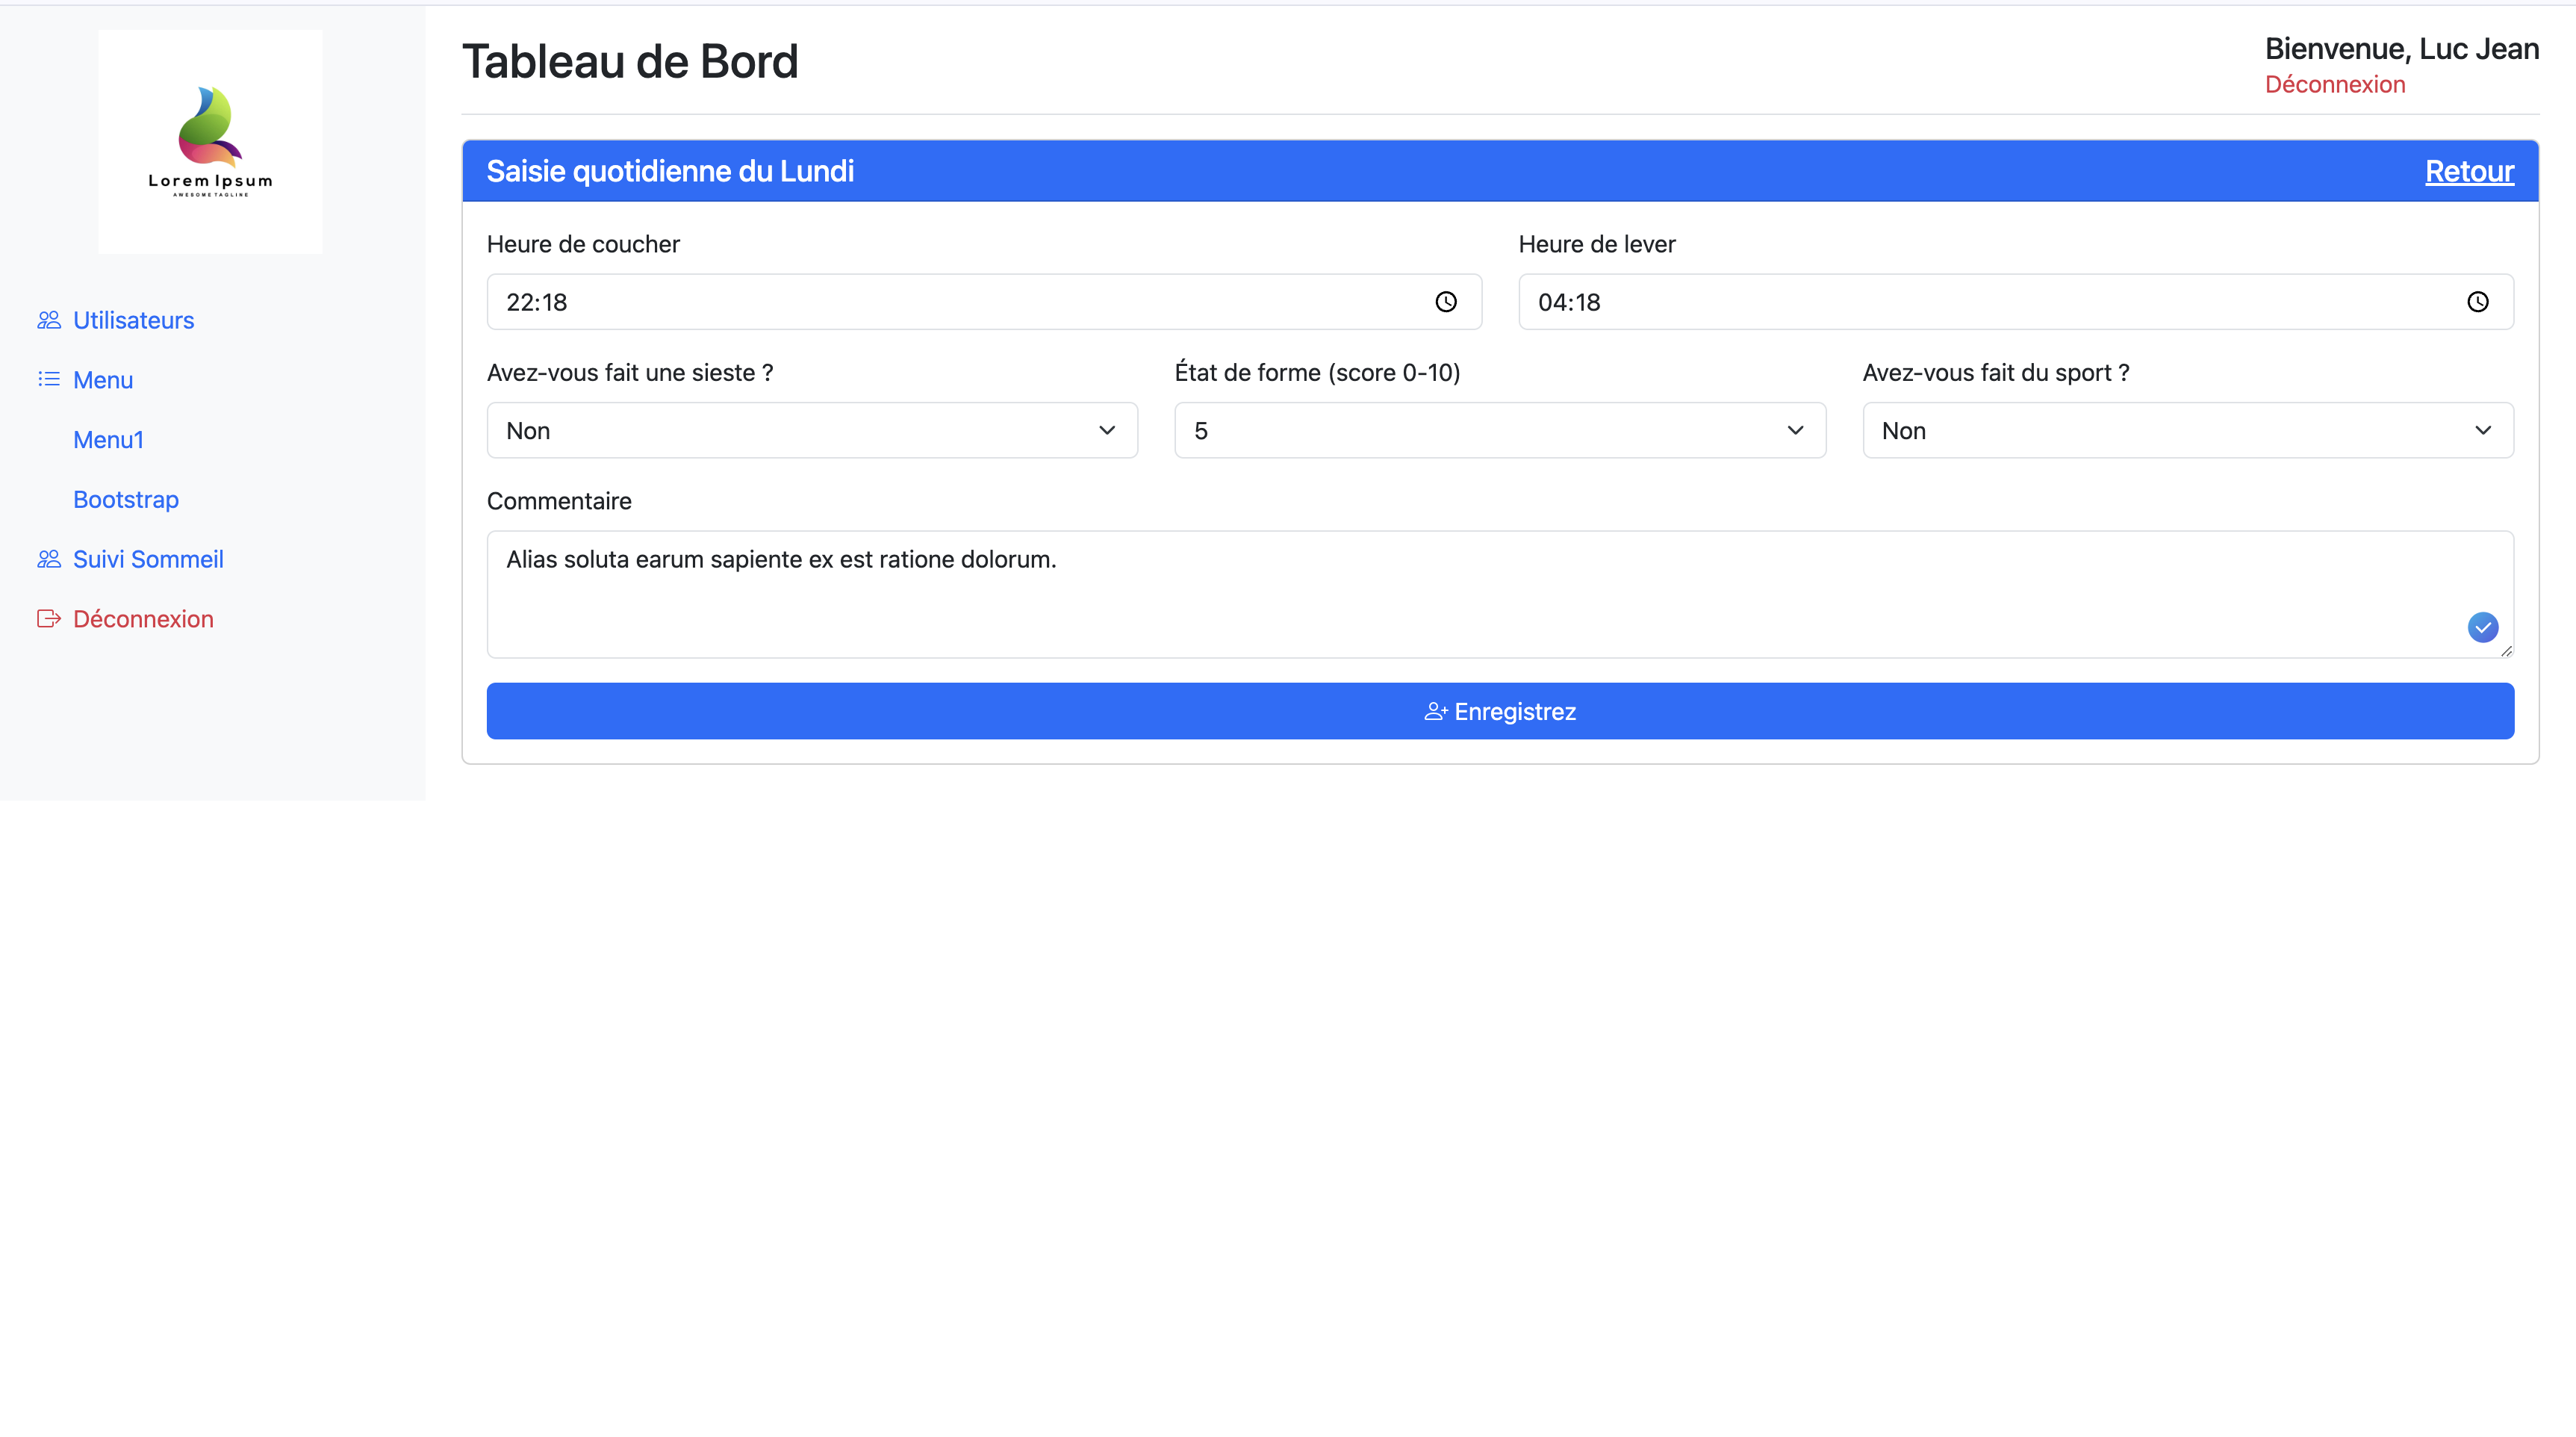 Lorem Ipsum
AWESOME TAGLINE
Utilisateurs
Menu
Menu1
Bootstrap
Suivi Sommeil
Déconnexion
Tableau de Bord
Bienvenue, Luc Jean
Déconnexion
Saisie quotidienne du Lundi
Retour
Heure de coucher
Heure de lever
22:18
04:18
Avez-vous fait une sieste ?
État de forme (score 0-10)
Avez-vous fait du sport ?
Non
5
Non
Commentaire
Alias soluta earum sapiente ex est ratione dolorum.
Enregistrez